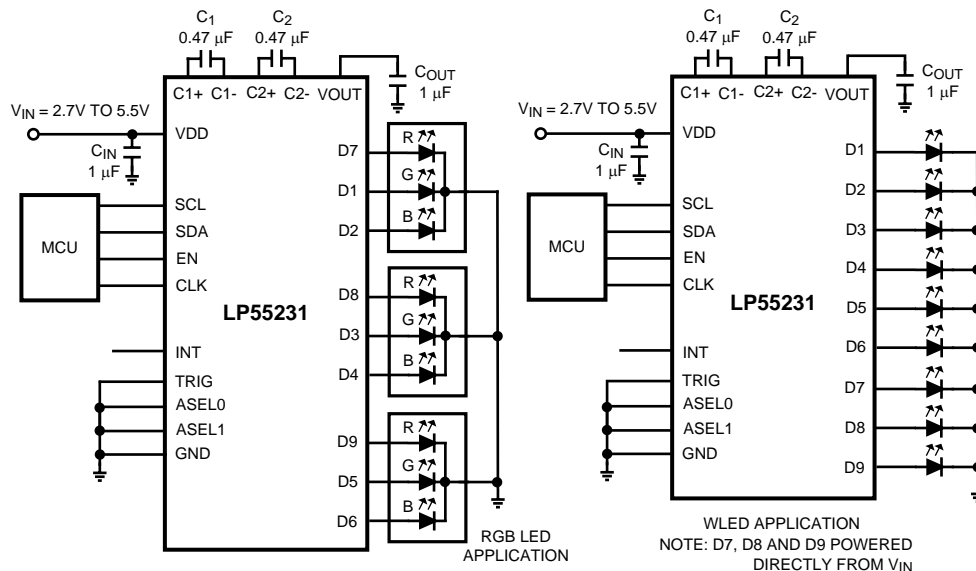 C1
0.47 µF
C2
0.47 µF
C1+ C1- C2+ C2- VOUT
COUT
1 µF
VIN = 2.7V TO 5.5V
CIN
1 µF
VDD
MCU
SCL
SDA
EN
CLK
LP55231
INT
TRIG
ASEL0
ASEL1
GND
D7
R
D1
G
D2
B
D8
R
D3
G
D4
B
D9
R
D5
G
D6
B
RGB LED
APPLICATION
C1
0.47 µF
C2
0.47 µF
C1+ C1- C2+ C2- VOUT
COUT
1 µF
VIN = 2.7V TO 5.5V
CIN
1 µF
VDD
MCU
SCL
SDA
EN
CLK
LP55231
INT
TRIG
ASEL0
ASEL1
GND
D1
D2
D3
D4
D5
D6
D7
D8
D9
WLED APPLICATION
NOTE: D7, D8 AND D9 POWERED
DIRECTLY FROM VIN